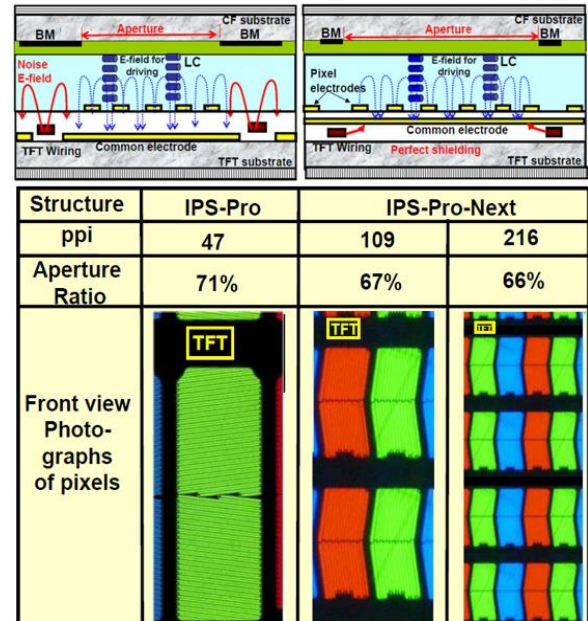 CF substrate
BM
Aperture
BM
Noise
E-field
E-field for
driving
LC
TFT Wiring
Common electrode
TFT substrate
CF substrate
BM
Aperture
BM
Pixel
electrodes
E-field for
driving
LC
Common electrode
TFT Wiring
Perfect shielding
TFT substrate
Structure IPS-Pro IPS-Pro-Next
ppi 47 109 216
Aperture
Ratio
71% 67% 66%
TFT
TFT
Front view
Photo-
graphs
of pixels